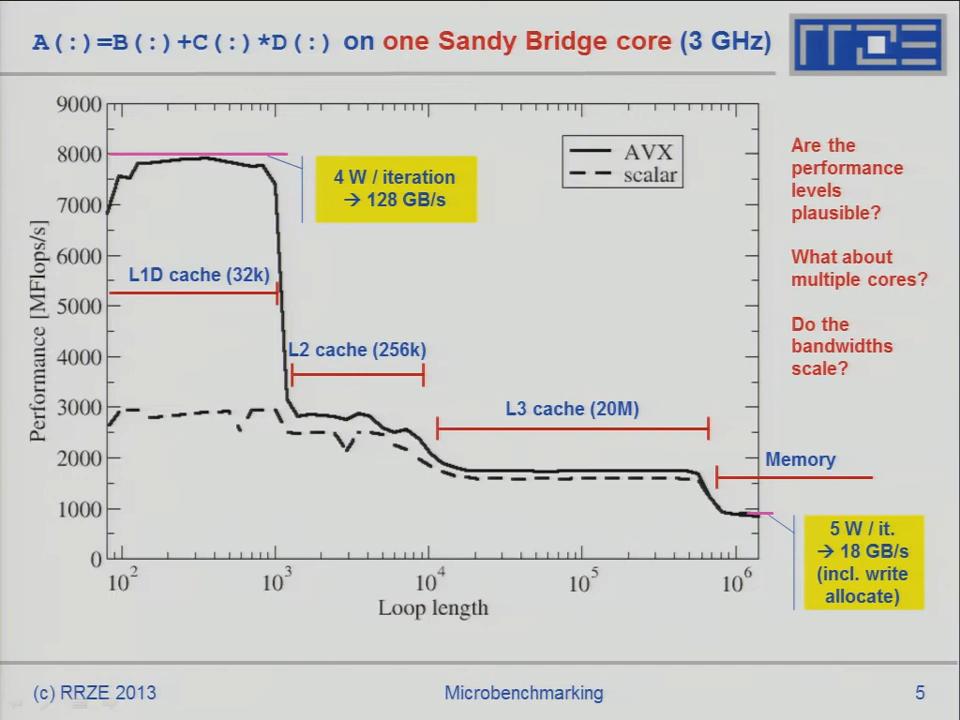 A(:)=B(:)+C(:)*D(:) on one Sandy Bridge core (3 GHz)
RRZE
9000
8000
7000
6000
5000
4000
3000
2000
1000
0
Performance [MFlops/s]
AVX
scalar
4 W / iteration
→ 128 GB/s
L1D cache (32k)
L2 cache (256k)
L3 cache (20M)
Memory
5 W / it.
→ 18 GB/s
(incl. write
allocate)
10²
10³
10⁴
10⁵
10⁶
Loop length
Are the
performance
levels
plausible?
What about
multiple cores?
Do the
bandwidths
scale?
(c) RRZE 2013
Microbenchmarking
5